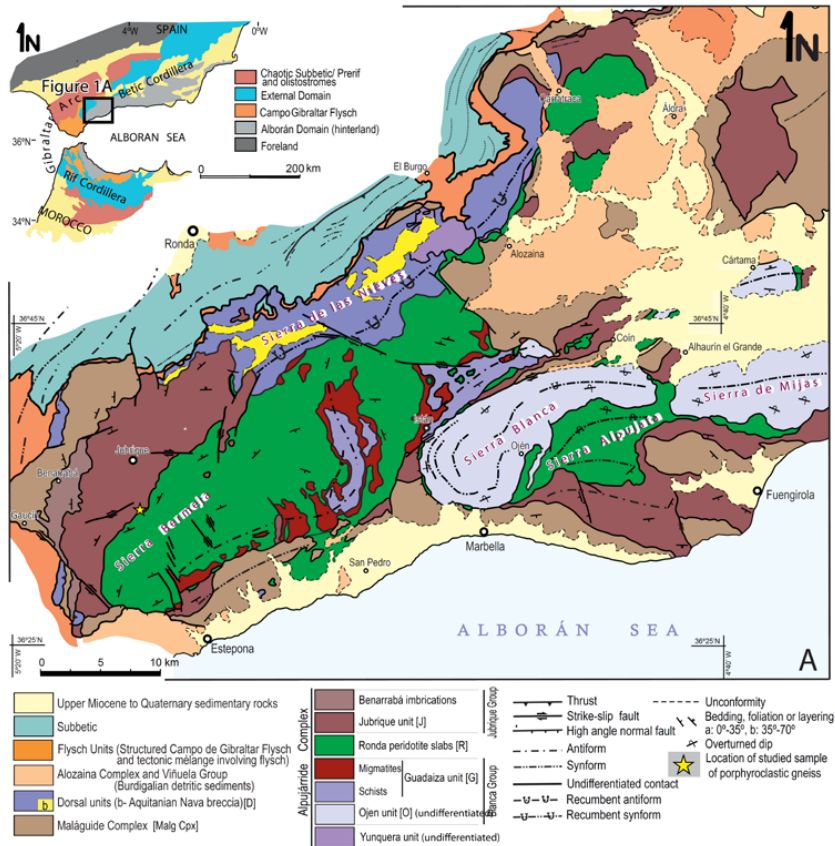 1N
SPAIN
4°W
0°W
Figure 1A
Betic Cordillera
Arc
Gibraltar
ALBORAN SEA
36°N
Rif Cordillera
34°N
MOROCCO
Chaotic Subbetic/ Prerif
and olistostromes
External Domain
Campo Gibraltar Flysch
Alborán Domain (hinterland)
Foreland
0
200 km
1N
Carratraca
Álora
El Burgo
Ronda
Alozaina
Cártama
Sierra de las Nieves
36°45'N
5°20' W
36°45'N
4°40' W
Coín
Alhaurín el Grande
Sierra de Mijas
Istán
Sierra Blanca
Ojén
Sierra Alpujata
Jubrique
Benarrabá
Gaucín
Sierra Bermeja
Fuengirola
Marbella
San Pedro
Estepona
ALBORÁN SEA
36°25'N
5°20' W
36°25'N
4°40' W
0
5
10 km
A
Upper Miocene to Quaternary sedimentary rocks
Subbetic
Flysch Units (Structured Campo de Gibraltar Flysch
and tectonic mélange involving flysch)
Alozaina Complex and Viñuela Group
(Burdigalian detritic sediments)
b
Dorsal units (b- Aquitanian Nava breccia)[D]
Maláguide Complex [Malg Cpx]
Alpujárride Complex
Benarrabá imbrications
Jubrique unit [J]
Jubrique Group
Ronda peridotite slabs [R]
Migmatites
Guadaiza unit [G]
Schists
Ojen unit [O] (undifferentiated)
Blanca Group
Yunquera unit (undifferentiated)
Thrust
Strike-slip fault
High angle normal fault
Antiform
Synform
Undifferentiated contact
Recumbent antiform
Recumbent synform
Unconformity
Bedding, foliation or layering
a: 0º-35º, b: 35º-70º
Overturned dip
Location of studied sample
of porphyroclastic gneiss